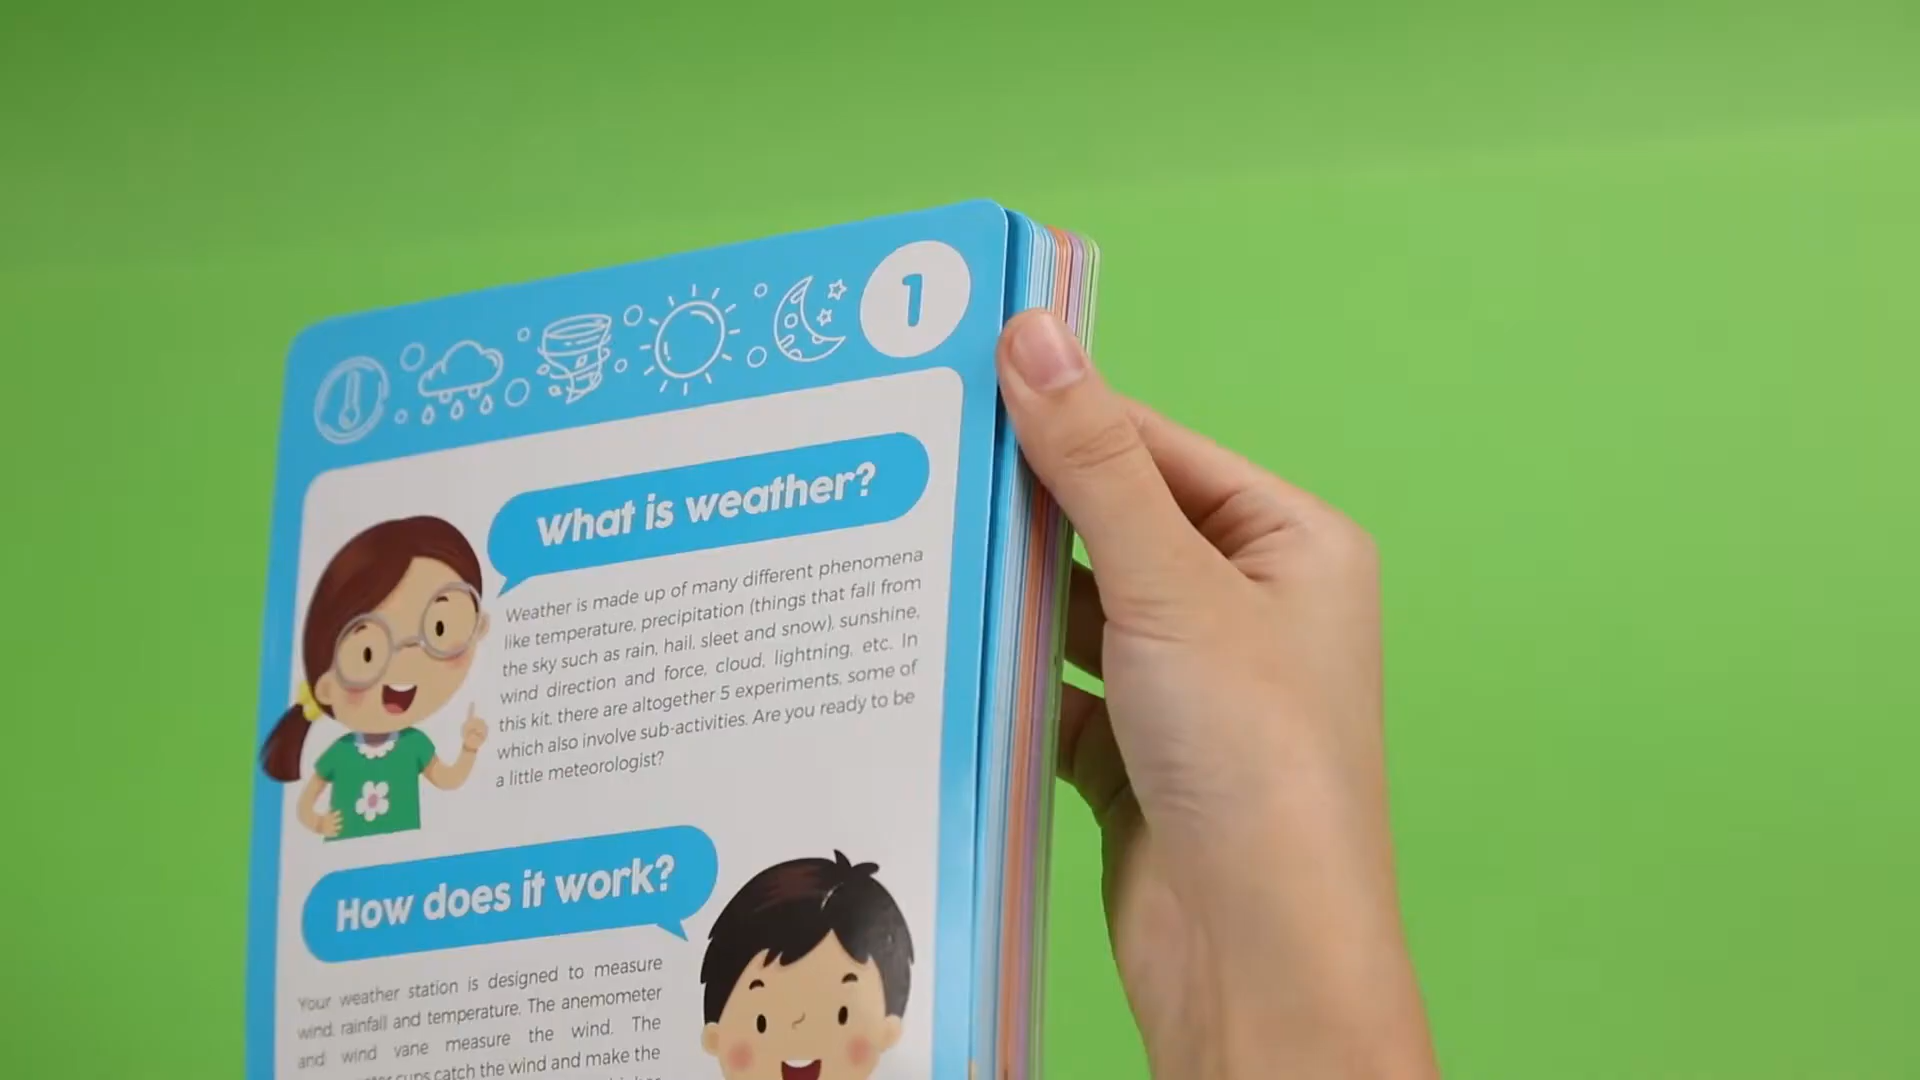 1
What is weather?
Weather is made up of many different phenomena
like temperature, precipitation (things that fall from
the sky such as rain, hail, sleet and snow), sunshine,
wind direction and force, cloud, lightning, etc. In
this kit, there are altogether 5 experiments, some of
which also involve sub-activities. Are you ready to be
a little meteorologist?
How does it work?
Your weather station is designed to measure
wind, rainfall and temperature. The anemometer
and wind vane measure the wind. The
cups catch the wind and make the